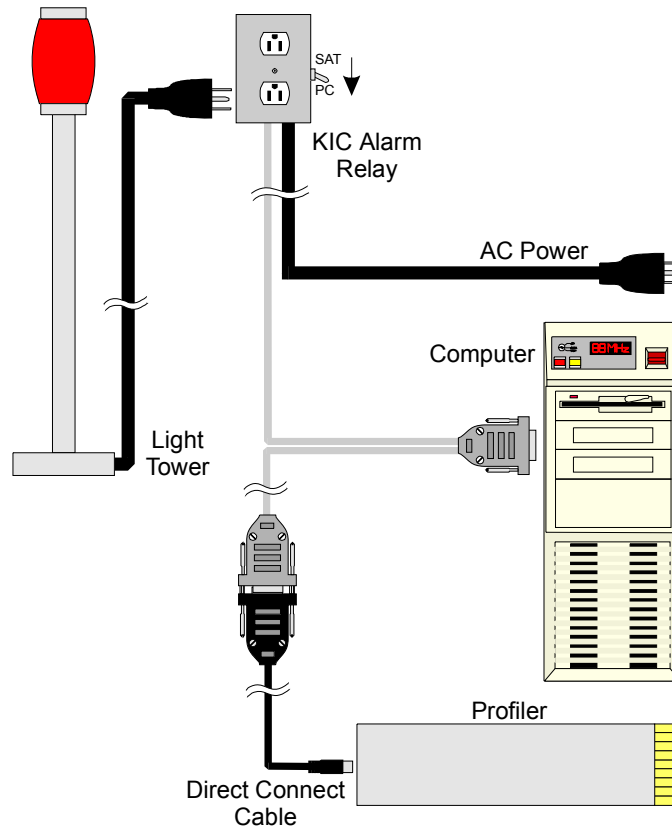 SAT
PC
KIC Alarm
Relay
AC Power
Computer
88MHz
Light
Tower
Profiler
Direct Connect
Cable